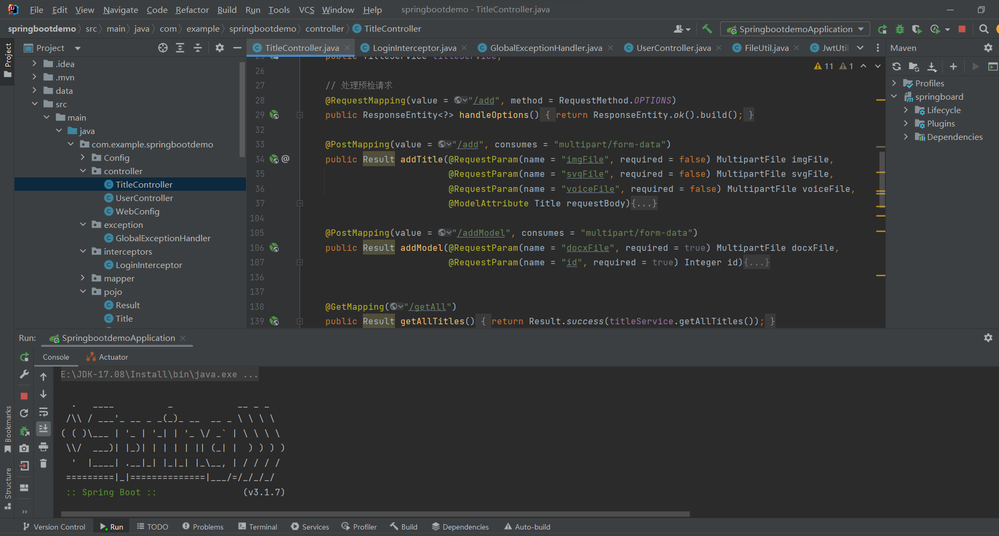 File Edit View Navigate Code Refactor Build Run Tools VCS Window Help springbootdemo - TitleController.java
springbootdemo src main java com example springbootdemo controller TitleController
SpringbootdemoApplication
Project
Project
.idea
.mvn
data
src
main
java
com.example.springbootdemo
Config
controller
TitleController
UserController
WebConfig
exception
GlobalExceptionHandler
interceptors
LoginInterceptor
mapper
pojo
Result
Title
TitleController.java LoginInterceptor.java GlobalExceptionHandler.java UserController.java FileUtil.java JwtUtil
11 1
25 public TitleService titleService;
26
27 // 处理预检请求
28 @RequestMapping(value = "/add", method = RequestMethod.OPTIONS)
29 public ResponseEntity<?> handleOptions() { return ResponseEntity.ok().build(); }
32
33 @PostMapping(value = "/add", consumes = "multipart/form-data")
34 @ public Result addTitle(@RequestParam(name = "imgFile", required = false) MultipartFile imgFile,
35 @RequestParam(name = "svgFile", required = false) MultipartFile svgFile,
36 @RequestParam(name = "voiceFile", required = false) MultipartFile voiceFile,
37 @ModelAttribute Title requestBody){...}
104
105 @PostMapping(value = "/addModel", consumes = "multipart/form-data")
106 public Result addModel(@RequestParam(name = "docxFile", required = true) MultipartFile docxFile,
107 @RequestParam(name = "id", required = true) Integer id){...}
136
137
138 @GetMapping("/getAll")
139 public Result getAllTitles() { return Result.success(titleService.getAllTitles()); }
Maven
Profiles
springboard
Lifecycle
Plugins
Dependencies
Run: SpringbootdemoApplication
Console Actuator
E:\JDK-17.08\Install\bin\java.exe ...
  .   ____          _            __ _ _
 /\\ / ___'_ __ _ _(_)_ __  __ _ \ \ \ \
( ( )\___ | '_ | '_| | '_ \/ _` | \ \ \ \
 \\/  ___)| |_)| | | | | || (_| |  ) ) ) )
  '  |____| .__|_| |_|_| |_\__, | / / / /
 =========|_|==============|___/=/_/_/_/
 :: Spring Boot ::                (v3.1.7)
Bookmarks
Structure
Version Control Run TODO Problems Terminal Services Profiler Build Dependencies Auto-build